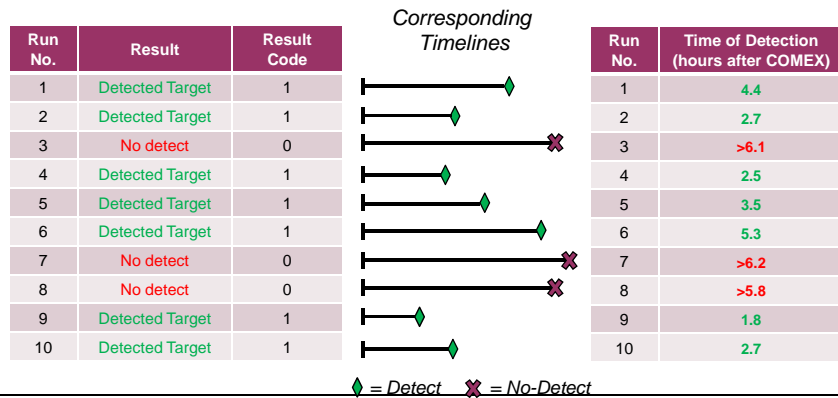 Corresponding
Timelines
Run No. Result Result Code
1 Detected Target 1
2 Detected Target 1
3 No detect 0
4 Detected Target 1
5 Detected Target 1
6 Detected Target 1
7 No detect 0
8 No detect 0
9 Detected Target 1
10 Detected Target 1
Run No. Time of Detection (hours after COMEX)
1 4.4
2 2.7
3 >6.1
4 2.5
5 3.5
6 5.3
7 >6.2
8 >5.8
9 1.8
10 2.7
= Detect = No-Detect